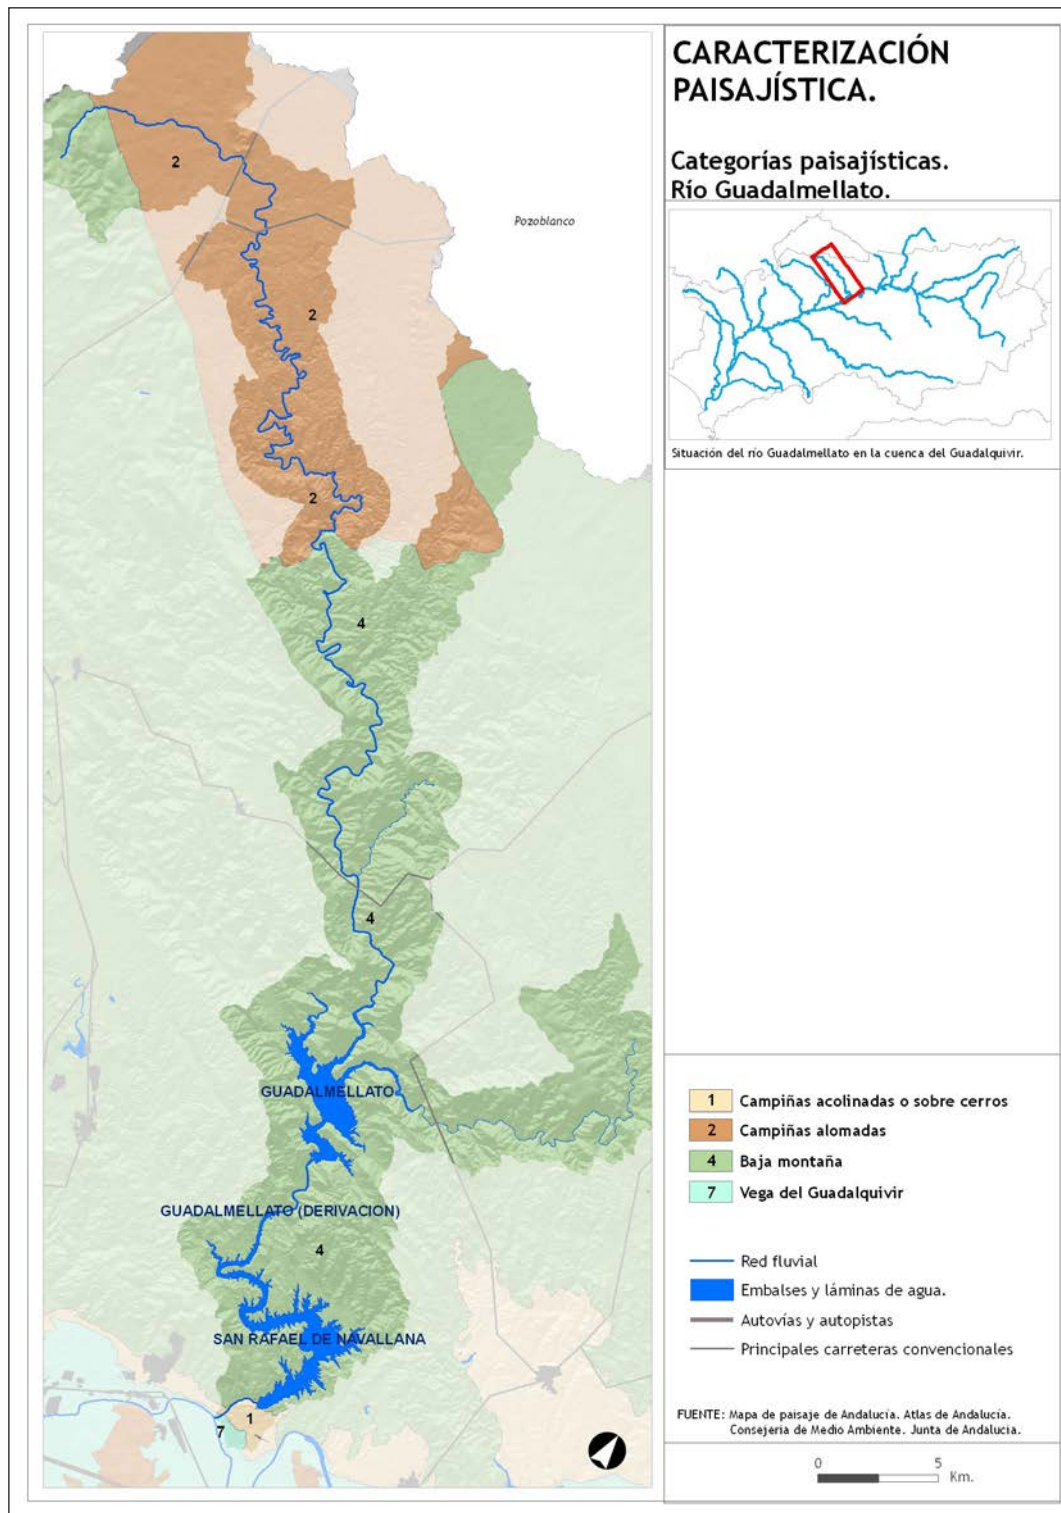 CARACTERIZACIÓN
PAISAJÍSTICA.
Categorías paisajísticas.
Río Guadalmellato.
Situación del río Guadalmellato en la cuenca del Guadalquivir.
2
Pozoblanco
2
2
4
4
GUADALMELLATO
GUADALMELLATO (DERIVACION)
4
SAN RAFAEL DE NAVALLANA
1
7
1 Campiñas acolinadas o sobre cerros
2 Campiñas alomadas
4 Baja montaña
7 Vega del Guadalquivir
Red fluvial
Embalses y láminas de agua.
Autovías y autopistas
Principales carreteras convencionales
FUENTE: Mapa de paisaje de Andalucía. Atlas de Andalucía.
Consejería de Medio Ambiente. Junta de Andalucia.
0 5
Km.